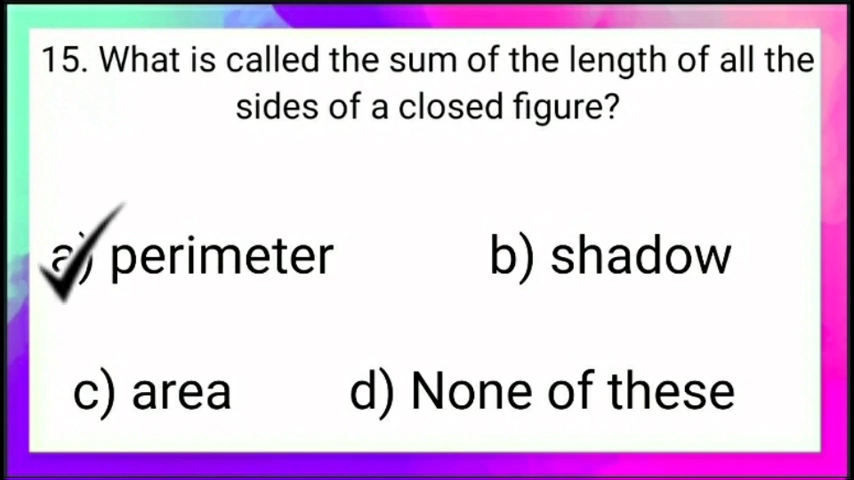 15. What is called the sum of the length of all the
sides of a closed figure?
a) perimeter b) shadow
c) area d) None of these